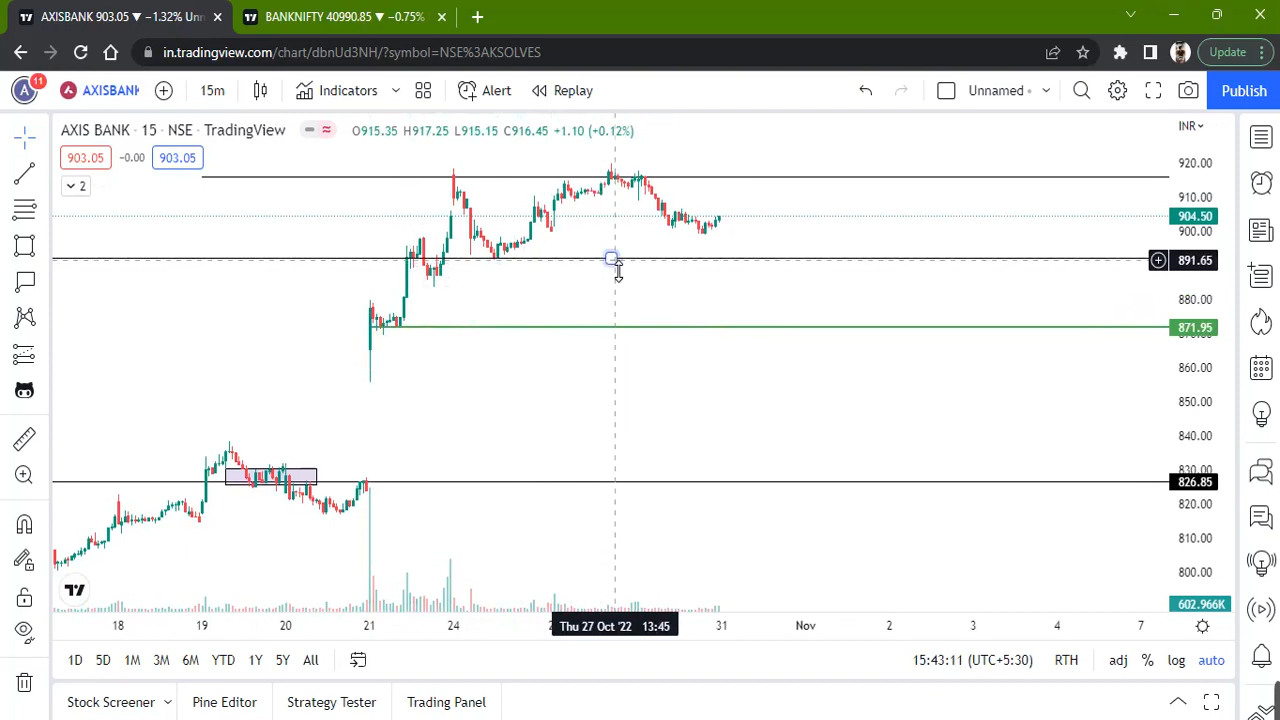 AXISBANK 903.05 ▼ −1.32% Unn
BANKNIFTY 40990.85 ▼ −0.75%
in.tradingview.com/chart/dbnUd3NH/?symbol=NSE%3AKSOLVES
Update
A 11
AXISBANK
15m
Indicators
Alert
Replay
Unnamed
Publish
AXIS BANK · 15 · NSE · TradingView
O915.35 H917.25 L915.15 C916.45 +1.10 (+0.12%)
INR
903.05 -0.00 903.05
2
920.00
910.00
904.50
900.00
891.65
880.00
871.95
860.00
850.00
840.00
830.00
826.85
820.00
810.00
800.00
602.966K
18 19 20 21 24 Thu 27 Oct '22 13:45 31 Nov 2 3 4 7
1D 5D 1M 3M 6M YTD 1Y 5Y All
15:43:11 (UTC+5:30) RTH adj % log auto
Stock Screener Pine Editor Strategy Tester Trading Panel